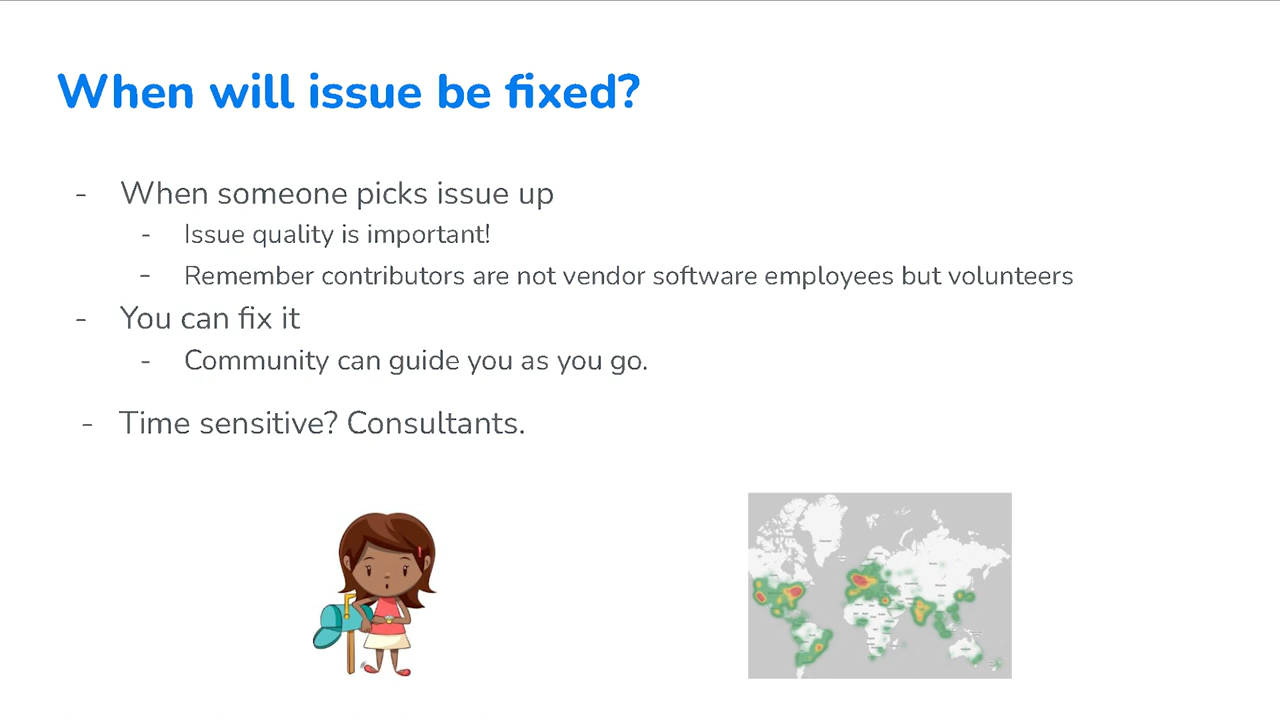 When will issue be fixed?
- When someone picks issue up
- Issue quality is important!
- Remember contributors are not vendor software employees but volunteers
- You can fix it
- Community can guide you as you go.
- Time sensitive? Consultants.